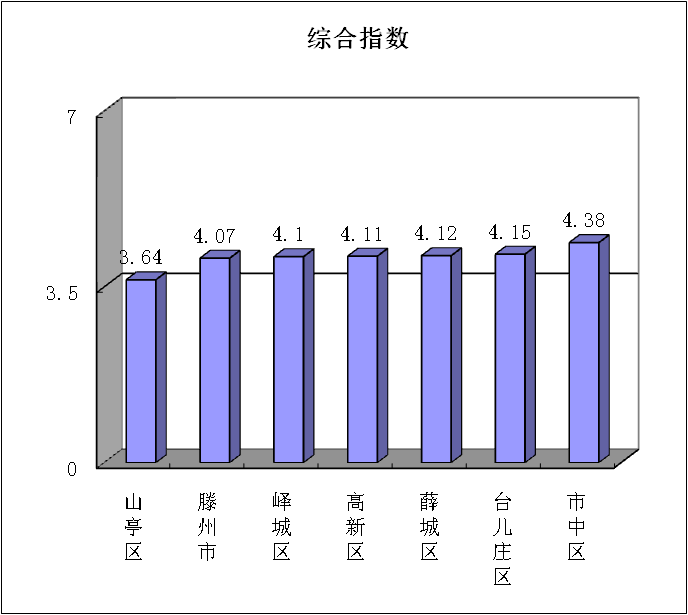 综合指数
7
3.5
0
3.64
4.07
4.1
4.11
4.12
4.15
4.38
山亭区
滕州市
峄城区
高新区
薛城区
台儿庄区
市中区